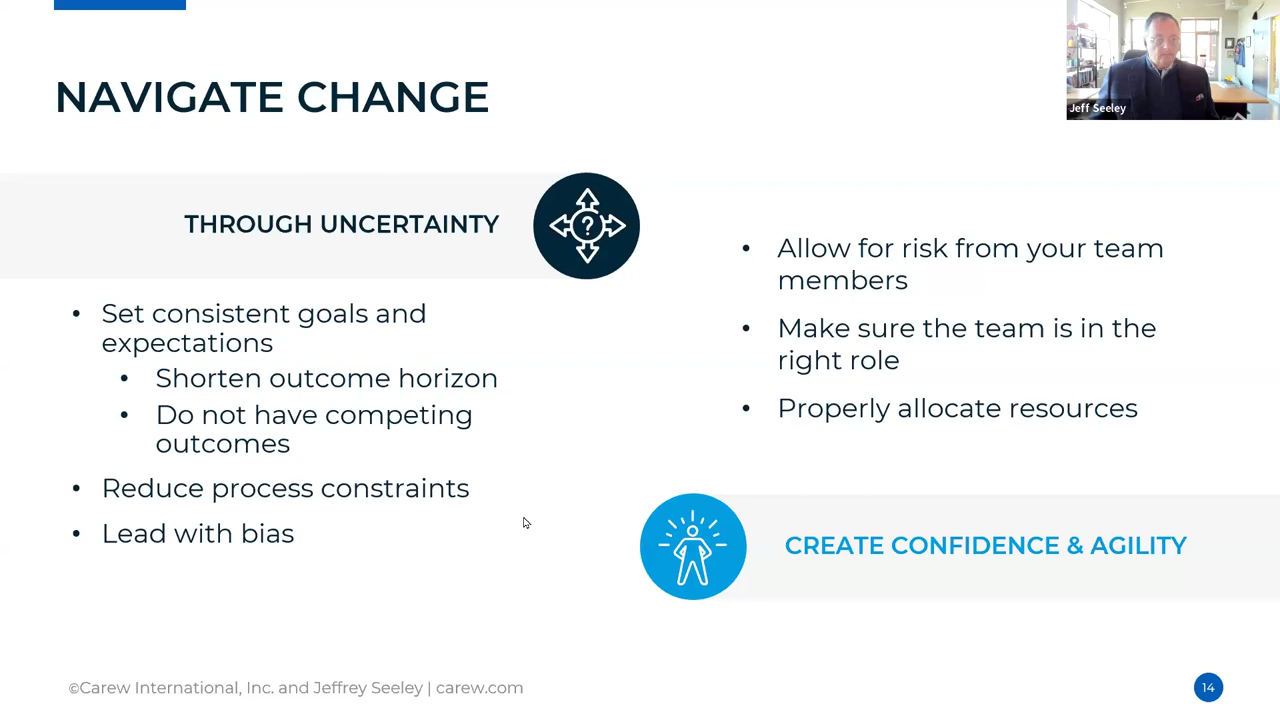 NAVIGATE CHANGE
Jeff Seeley
THROUGH UNCERTAINTY
?
• Set consistent goals and
expectations
• Shorten outcome horizon
• Do not have competing
outcomes
• Reduce process constraints
• Lead with bias
• Allow for risk from your team
members
• Make sure the team is in the
right role
• Properly allocate resources
CREATE CONFIDENCE & AGILITY
©Carew International, Inc. and Jeffrey Seeley | carew.com
14